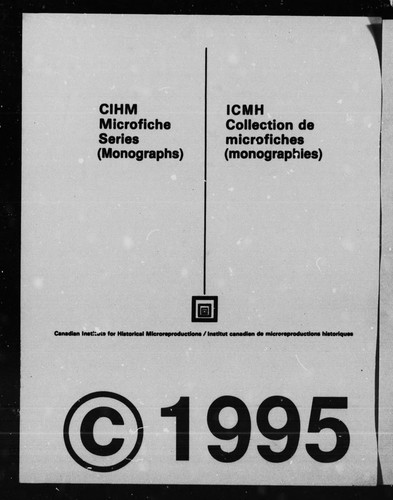 CIHM
Microfiche
Series
(Monographs)
ICMH
Collection de
microfiches
(monographies)
Canadian Institute for Historical Microreproductions / Institut canadien de microreproductions historiques
© 1995